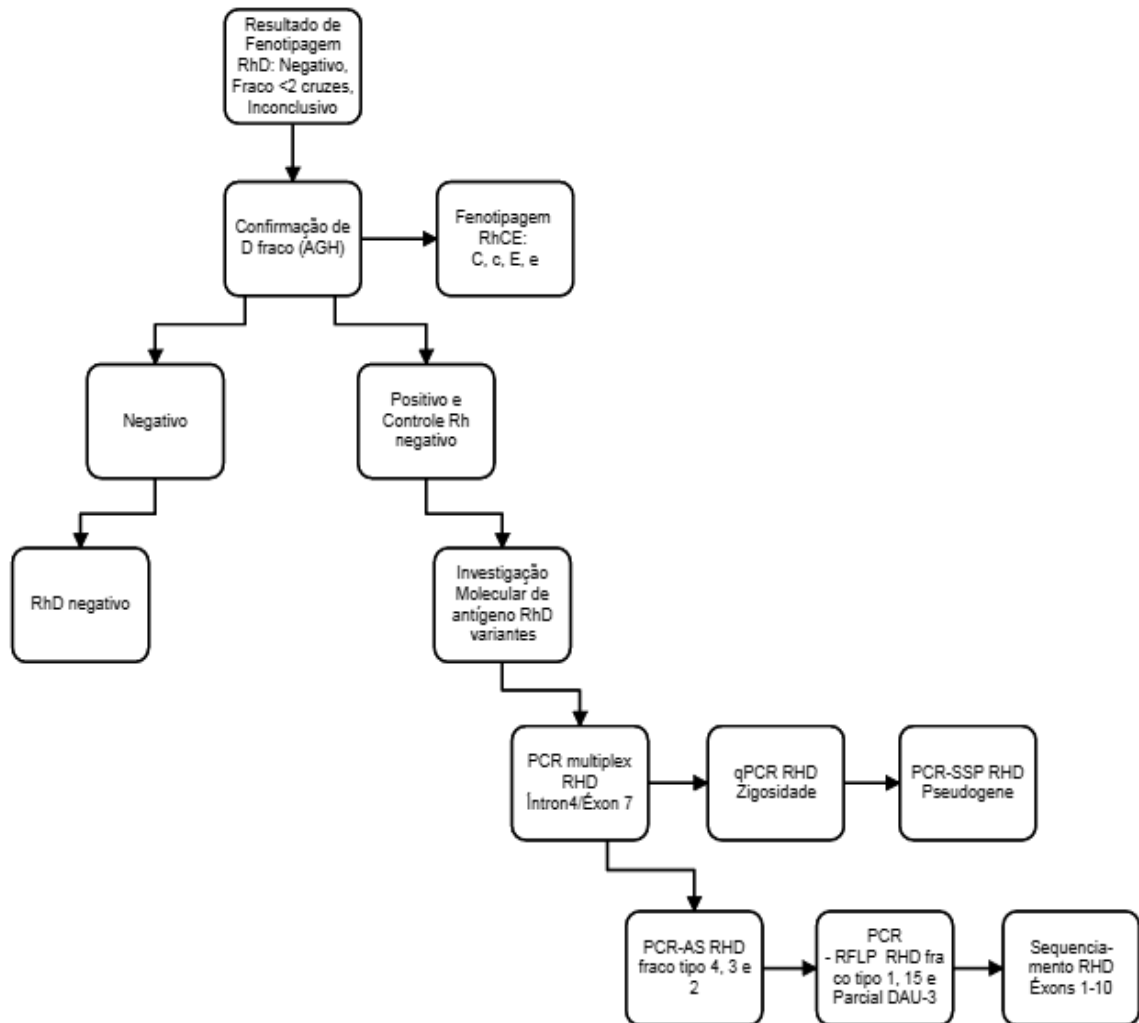 Resultado de
Fenotipagem
RhD: Negativo,
Fraco <2 cruzes,
Inconclusivo
Confirmação de
D fraco (AGH)
Fenotipagem
RhCE:
C, c, E, e
Negativo
Positivo e
Controle Rh
negativo
RhD negativo
Investigação
Molecular de
antígeno RhD
variantes
PCR multiplex
RHD
Íntron4/Éxon 7
qPCR RHD
Zigosidade
PCR-SSP RHD
Pseudogene
PCR-AS RHD
fraco tipo 4, 3 e
2
PCR
- RFLP RHD fra
co tipo 1, 15 e
Parcial DAU-3
Sequencia-
mento RHD
Éxons 1-10